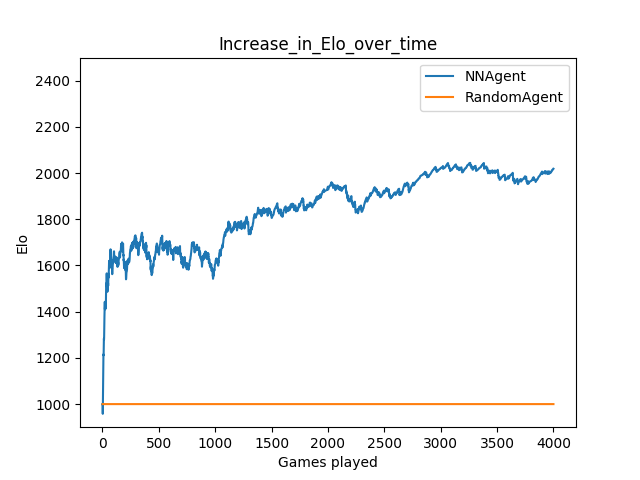 Increase_in_Elo_over_time
NNAgent
RandomAgent
2400
2200
2000
1800
1600
1400
1200
1000
Elo
0 500 1000 1500 2000 2500 3000 3500 4000
Games played